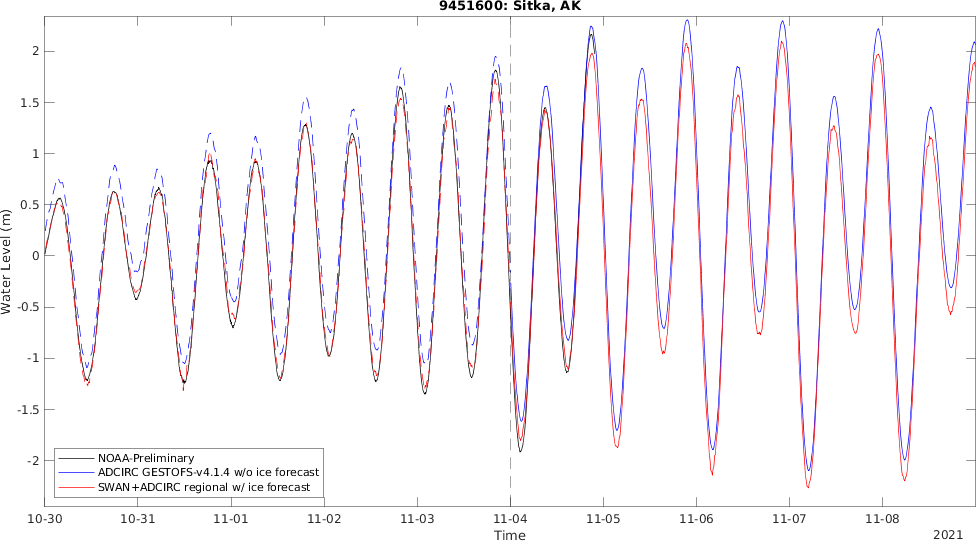 9451600: Sitka, AK
2
1.5
1
0.5
0
-0.5
-1
-1.5
-2
Water Level (m)
NOAA-Preliminary
ADCIRC GESTOFS-v4.1.4 w/o ice forecast
SWAN+ADCIRC regional w/ ice forecast
10-30 10-31 11-01 11-02 11-03 11-04 11-05 11-06 11-07 11-08
Time
2021